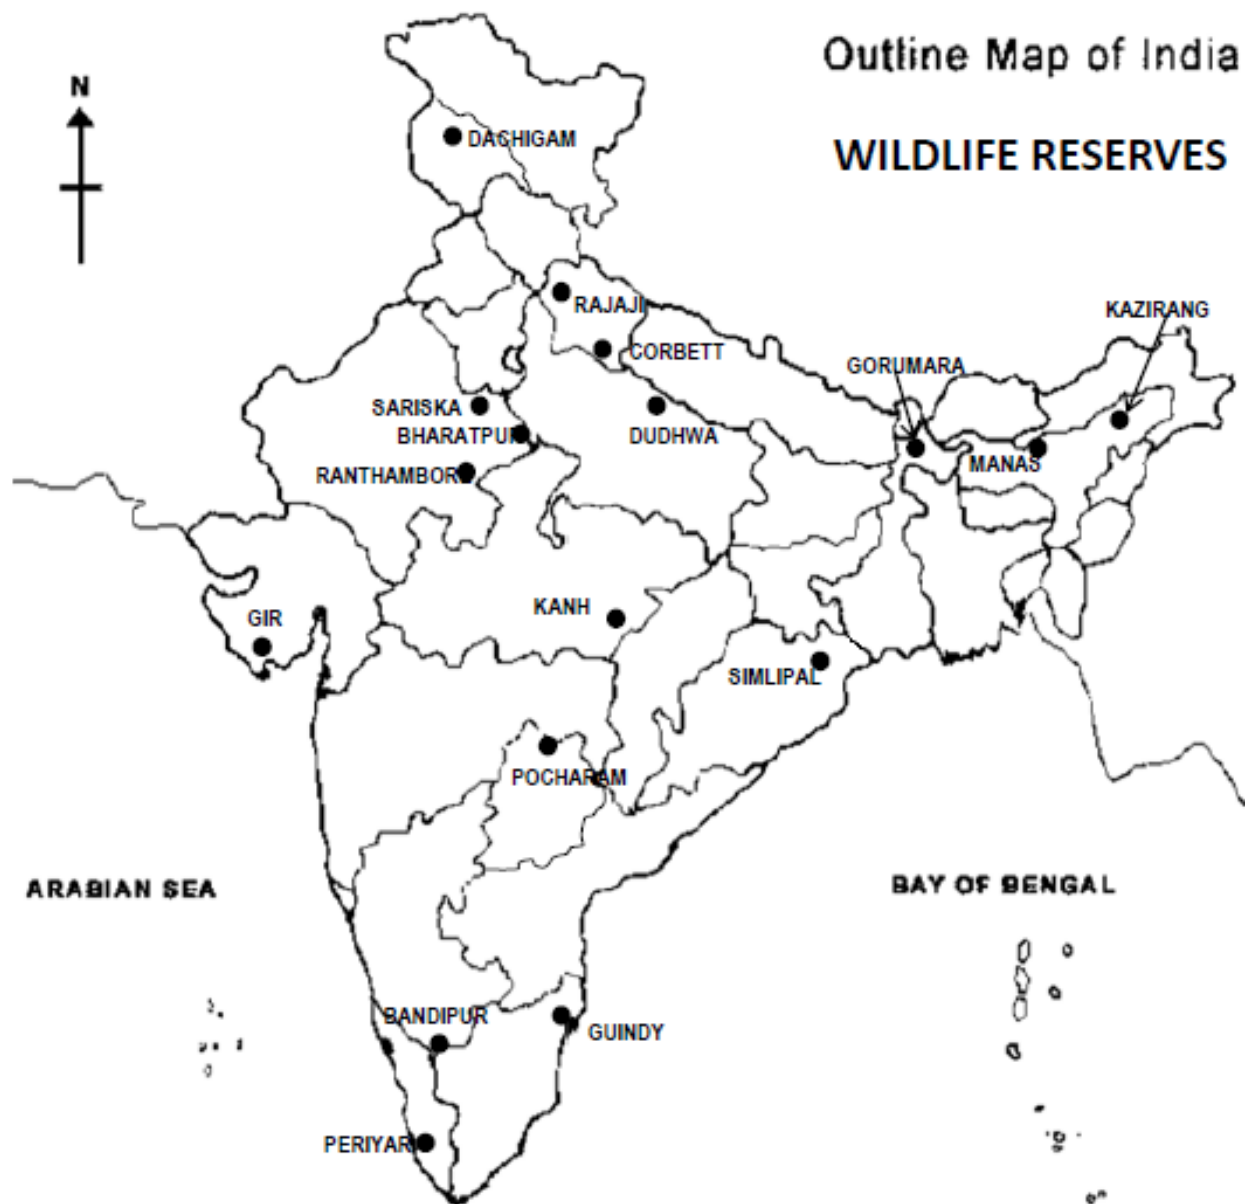 Outline Map of India
WILDLIFE RESERVES
N
DACHIGAM
RAJAJI
KAZIRANG
CORBETT
GORUMARA
SARISKA
BHARATPUR
DUDHWA
MANAS
RANTHAMBORE
KANH
GIR
SIMLIPAL
POCHARAM
ARABIAN SEA
BAY OF BENGAL
BANDIPUR
GUINDY
PERIYAR